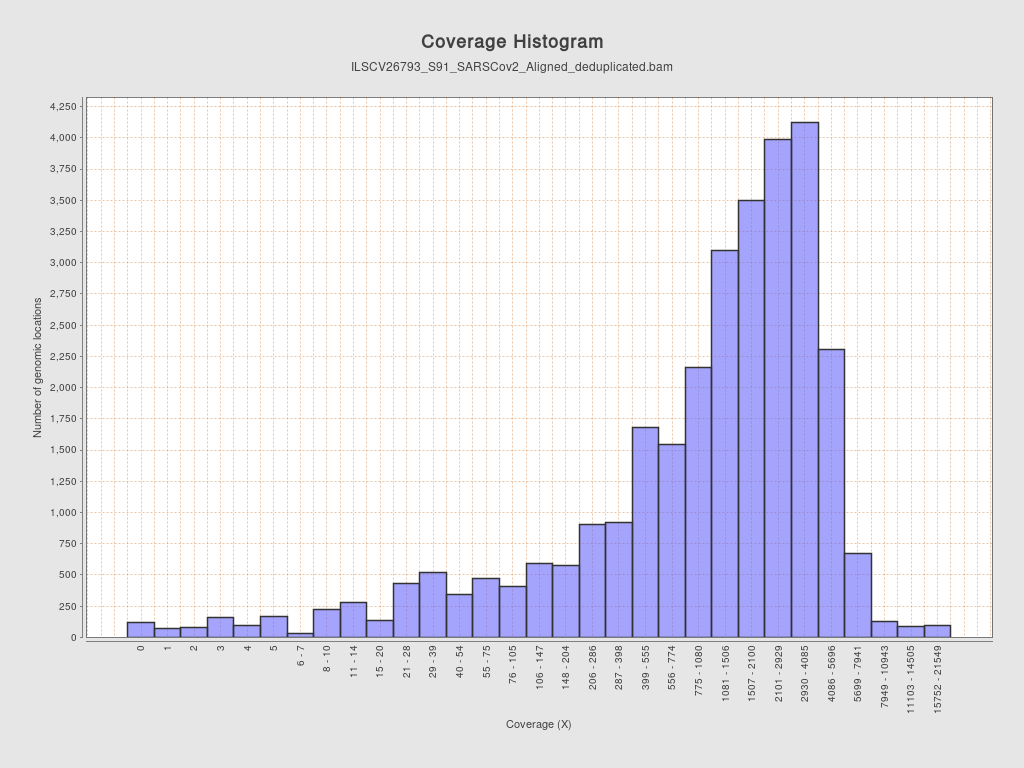 Coverage Histogram
ILSCV26793_S91_SARSCov2_Aligned_deduplicated.bam
Number of genomic locations
4,250
4,000
3,750
3,500
3,250
3,000
2,750
2,500
2,250
2,000
1,750
1,500
1,250
1,000
750
500
250
0
0
1
2
3
4
5
6 - 7
8 - 10
11 - 14
15 - 20
21 - 28
29 - 39
40 - 54
55 - 75
76 - 105
106 - 147
148 - 204
206 - 286
287 - 398
399 - 555
556 - 774
775 - 1080
1081 - 1506
1507 - 2100
2101 - 2929
2930 - 4085
4086 - 5696
5699 - 7941
7949 - 10943
11103 - 14505
15752 - 21549
Coverage (X)